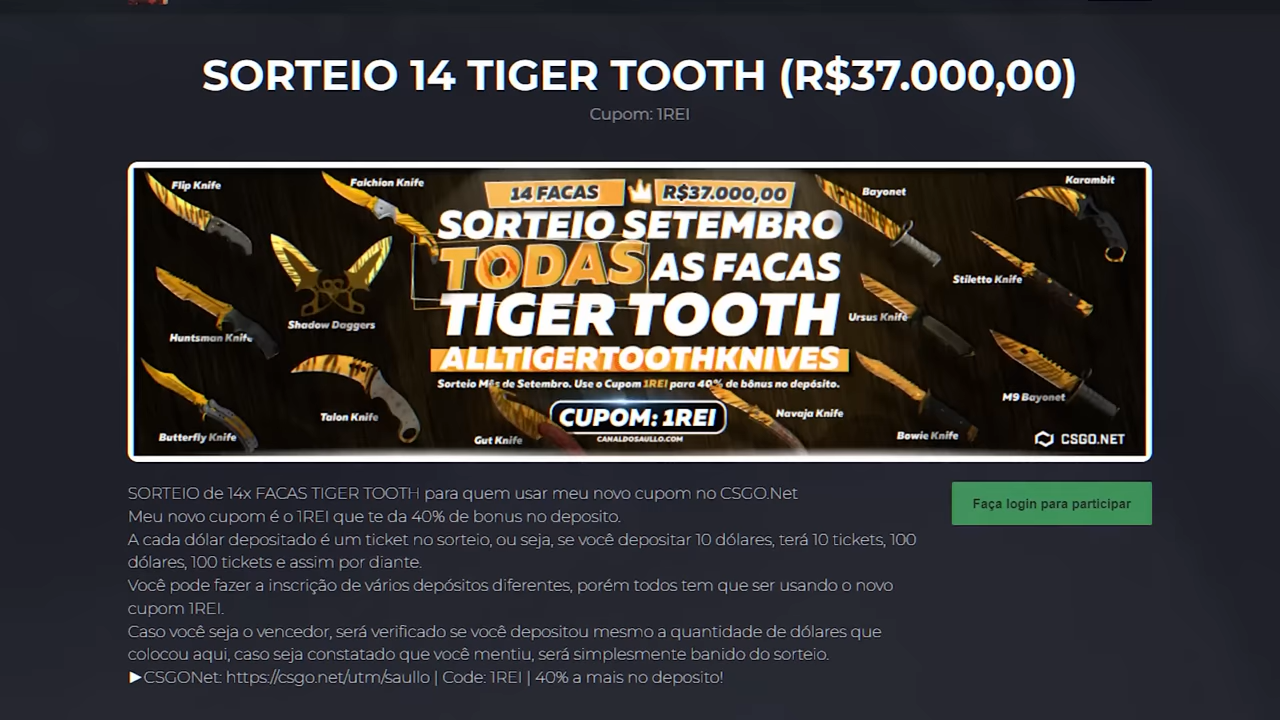 SORTEIO 14 TIGER TOOTH (R$37.000,00)
Cupom: 1REI
Flip Knife
Falchion Knife
14 FACAS
R$37.000,00
Bayonet
Karambit
SORTEIO SETEMBRO
TODAS AS FACAS
TIGER TOOTH
ALLTIGERTOOTHKNIVES
Stiletto Knife
Ursus Knife
Shadow Daggers
Huntsman Knife
Sorteio Mês de Setembro. Use o Cupom 1REI para 40% de bônus no depósito.
M9 Bayonet
CUPOM: 1REI
Talon Knife
Navaja Knife
Butterfly Knife
Gut Knife
CANALDOSAULLO.COM
Bowie Knife
CSGO.NET
SORTEIO de 14x FACAS TIGER TOOTH para quem usar meu novo cupom no CSGO.Net
Meu novo cupom é o 1REI que te da 40% de bonus no deposito.
A cada dólar depositado é um ticket no sorteio, ou seja, se você depositar 10 dólares, terá 10 tickets, 100
dólares, 100 tickets e assim por diante.
Você pode fazer a inscrição de vários depósitos diferentes, porém todos tem que ser usando o novo
cupom 1REI.
Caso você seja o vencedor, será verificado se você depositou mesmo a quantidade de dólares que
colocou aqui, caso seja constatado que você mentiu, será simplesmente banido do sorteio.
►CSGONet: https://csgo.net/utm/saullo | Code: 1REI | 40% a mais no deposito!
Faça login para participar